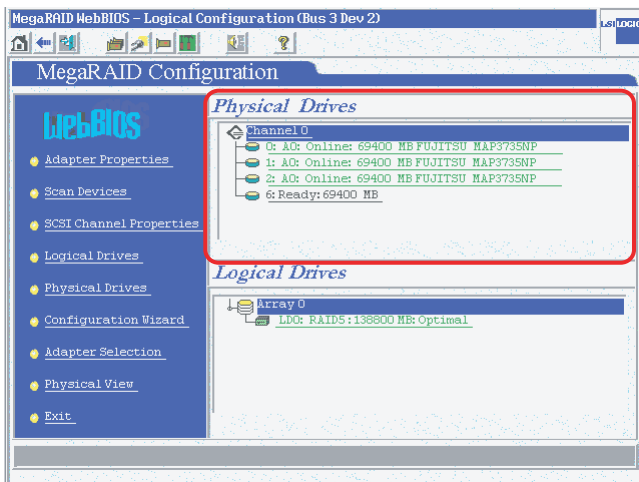 MegaRAID WebBIOS - Logical Configuration (Bus 3 Dev 2)
LSI LOGIC
?
MegaRAID Configuration
WebBIOS
Adapter Properties
Scan Devices
SCSI Channel Properties
Logical Drives
Physical Drives
Configuration Wizard
Adapter Selection
Physical View
Exit
Physical Drives
Channel 0
0: A0: Online: 69400 MB FUJITSU MAP3735NP
1: A0: Online: 69400 MB FUJITSU MAP3735NP
2: A0: Online: 69400 MB FUJITSU MAP3735NP
6: Ready: 69400 MB
Logical Drives
Array 0
LD0: RAID5: 138800 MB: Optimal